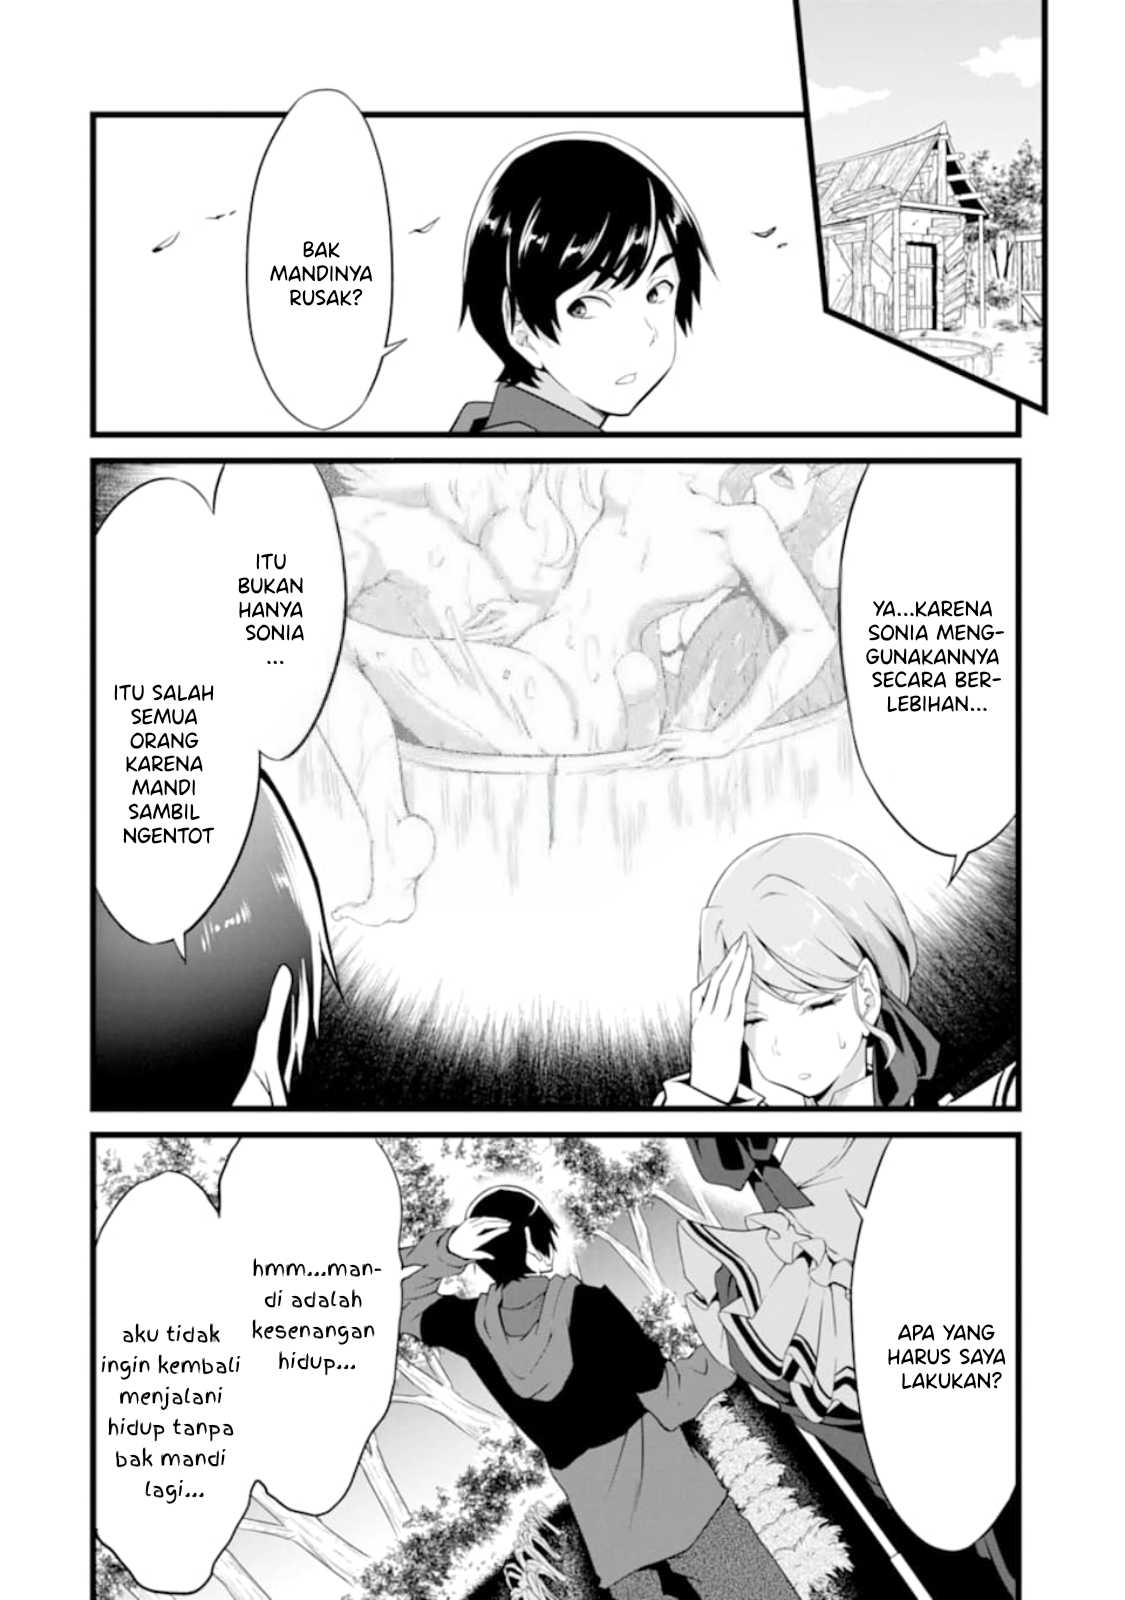 BAK
MANDINYA
RUSAK?
YA...KARENA
SONIA MENG-
GUNAKANNYA
SECARA BER-
LEBIHAN...
ITU
BUKAN
HANYA
SONIA
...
ITU SALAH
SEMUA
ORANG
KARENA
MANDI
SAMBIL
NGENTOT
APA YANG
HARUS SAYA
LAKUKAN?
hmm...man-
di adalah
kesenangan
hidup...
aku tidak
ingin kembali
menjalani
hidup tanpa
bak mandi
lagi...